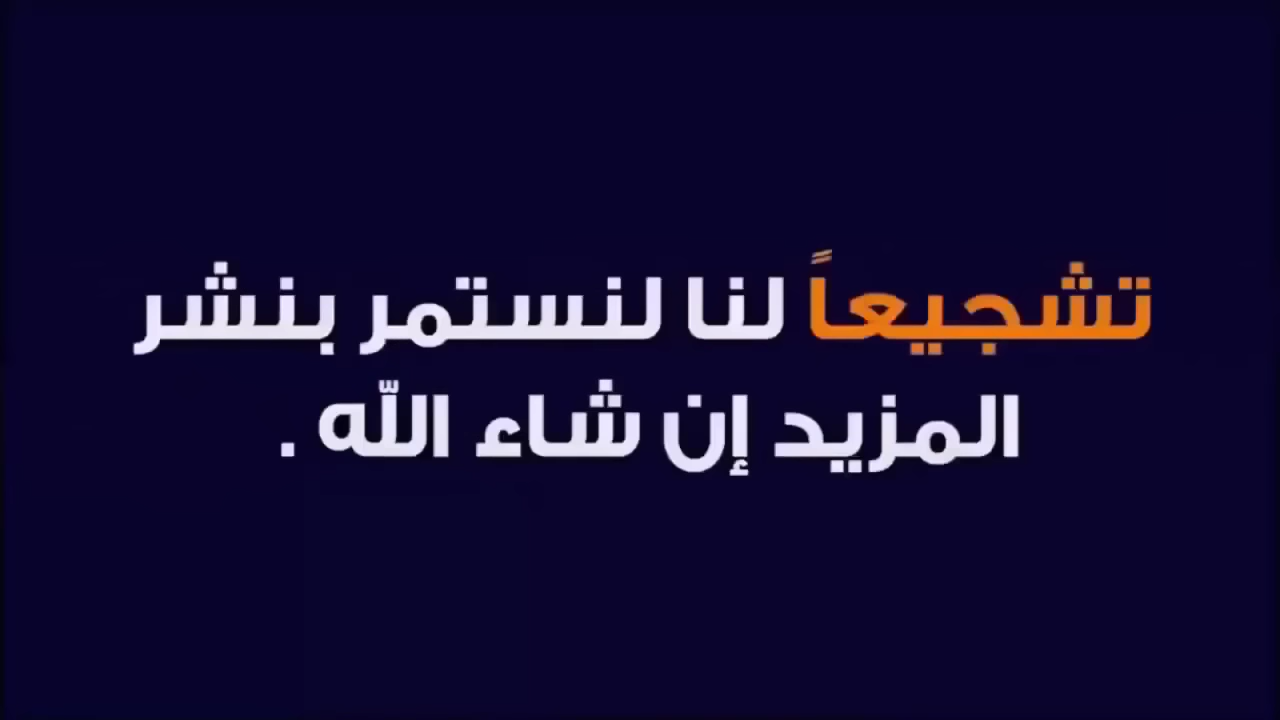 تشجيعاً لنا لنستمر بنشر
المزيد إن شاء اللّه .